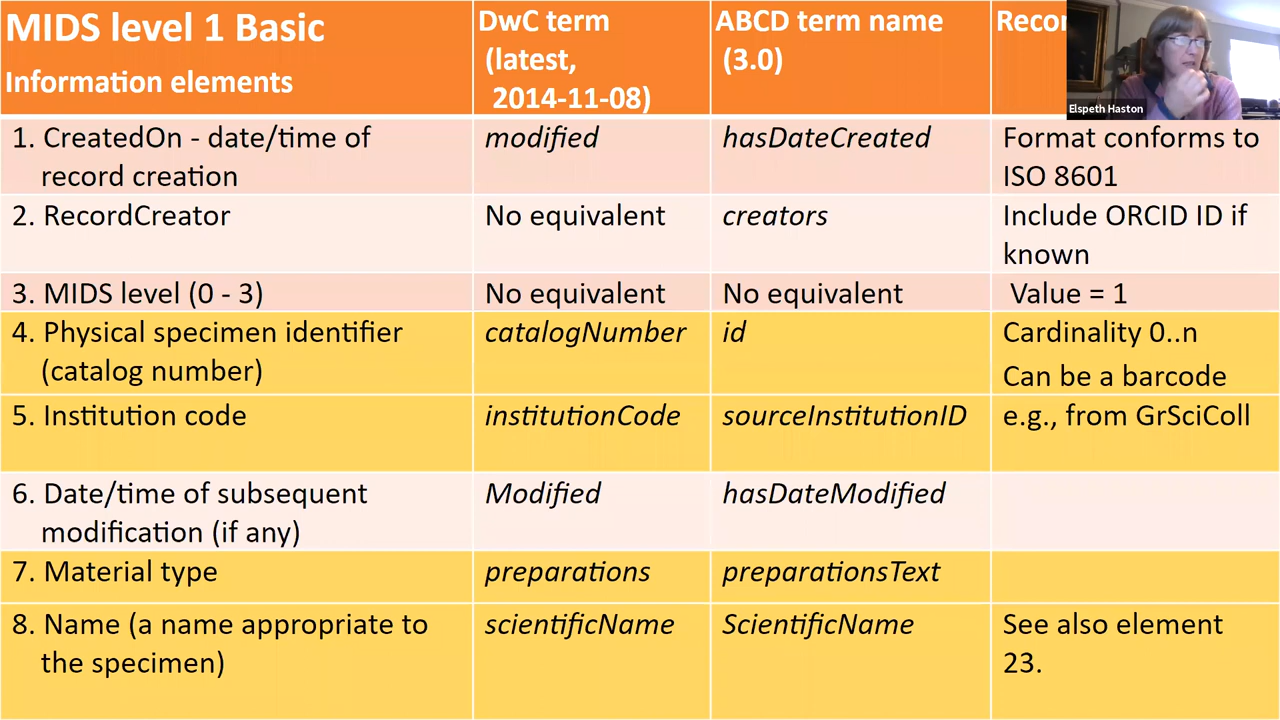 MIDS level 1 Basic
Information elements
DwC term
(latest,
2014-11-08)
ABCD term name
(3.0)
Elspeth Haston
1. CreatedOn - date/time of
record creation
modified
hasDateCreated
Format conforms to
ISO 8601
2. RecordCreator
No equivalent
creators
Include ORCID ID if
known
3. MIDS level (0 - 3)
No equivalent
No equivalent
Value = 1
4. Physical specimen identifier
(catalog number)
catalogNumber
id
Cardinality 0..n
Can be a barcode
5. Institution code
institutionCode
sourceInstitutionID
e.g., from GrSciColl
6. Date/time of subsequent
modification (if any)
Modified
hasDateModified
7. Material type
preparations
preparationsText
8. Name (a name appropriate to
the specimen)
scientificName
ScientificName
See also element
23.